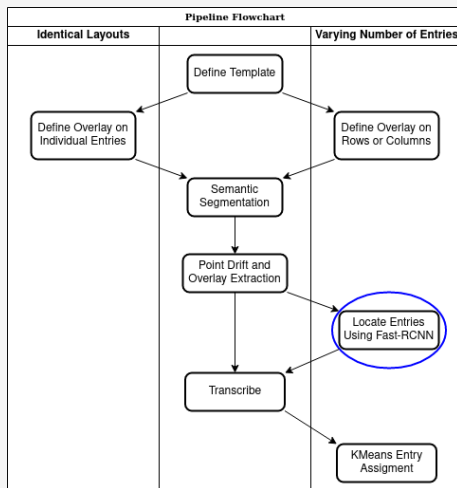 Pipeline Flowchart
Identical Layouts
Varying Number of Entries
Define Template
Define Overlay on
Individual Entries
Define Overlay on
Rows or Columns
Semantic
Segmentation
Point Drift and
Overlay Extraction
Locate Entries
Using Fast-RCNN
Transcribe
KMeans Entry
Assigment